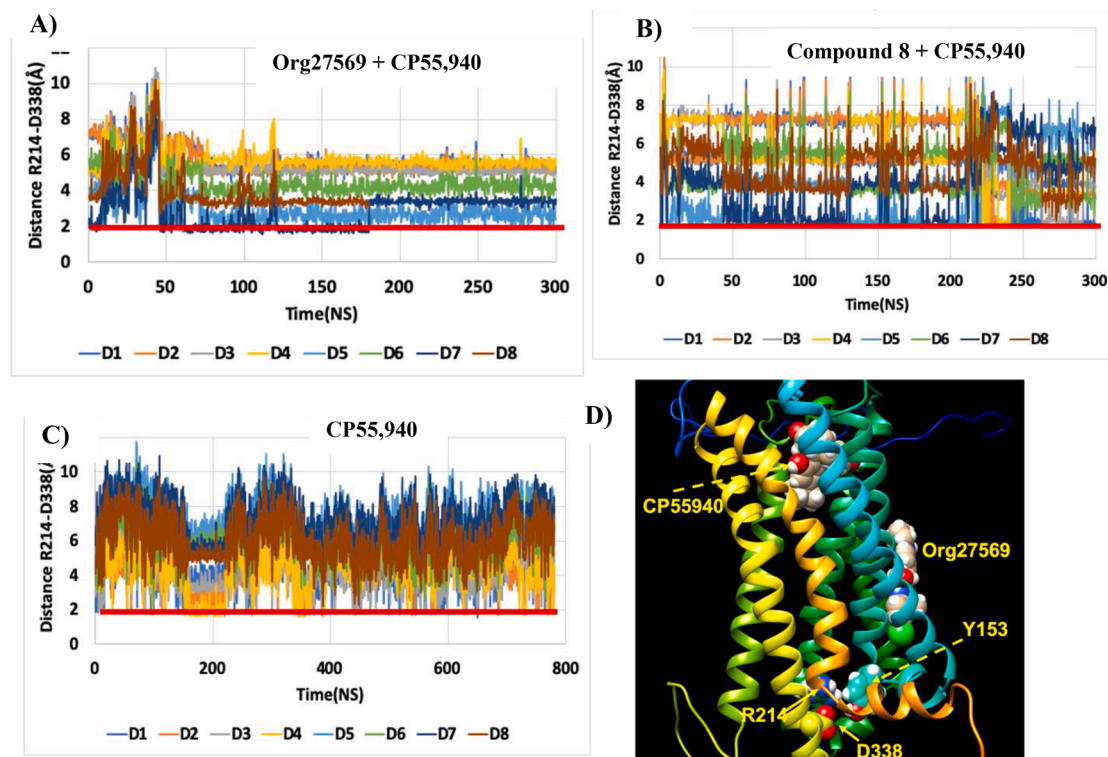 A)
Org27569 + CP55,940
Distance R214-D338(Å)
10
8
6
4
2
0
0 50 100 150 200 250 300
Time(NS)
D1 D2 D3 D4 D5 D6 D7 D8
B)
Compound 8 + CP55,940
Distance R214-D338(Å)
10
8
6
4
2
0
0 50 100 150 200 250 300
Time(NS)
D1 D2 D3 D4 D5 D6 D7 D8
C)
CP55,940
Distance R214-D338(
10
8
6
4
2
0
0 200 400 600 800
Time(NS)
D1 D2 D3 D4 D5 D6 D7 D8
D)
CP55940
Org27569
Y153
R214
D338